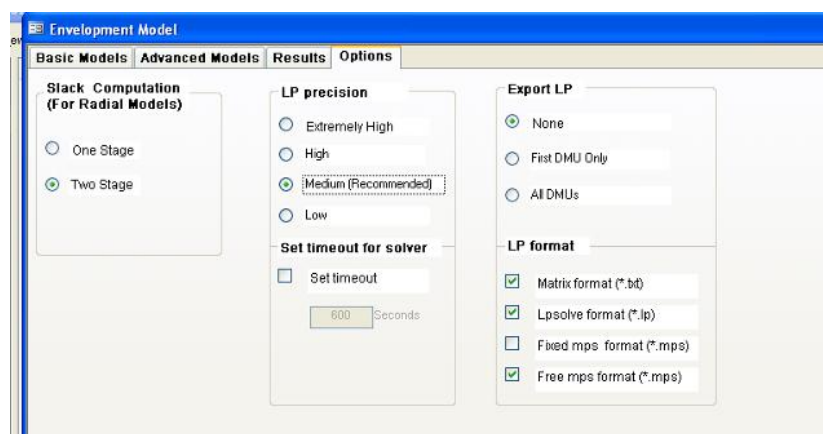 Envelopment Model
Basic Models Advanced Models Results Options
Slack Computation
(For Radial Models)
One Stage
Two Stage
LP precision
Extremely High
High
Medium (Recommended)
Low
Set timeout for solver
Set timeout
600 Seconds
Export LP
None
First DMU Only
All DMUs
LP format
Matrix format (*.txt)
Lpsolve format (*.lp)
Fixed mps format (*.mps)
Free mps format (*.mps)